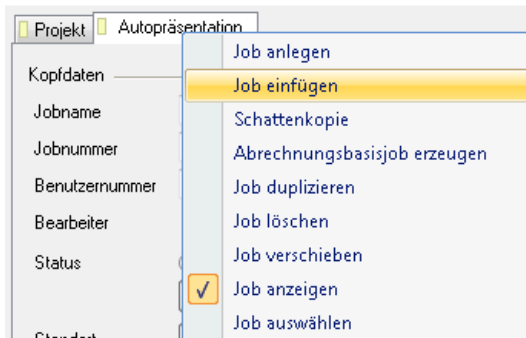 Projekt Autopräsentation
Job anlegen
Kopfdaten
Job einfügen
Jobname
Schattenkopie
Jobnummer
Abrechnungsbasisjob erzeugen
Benutzernummer
Job duplizieren
Bearbeiter
Job löschen
Status
Job verschieben
Job anzeigen
Job auswählen
Standort